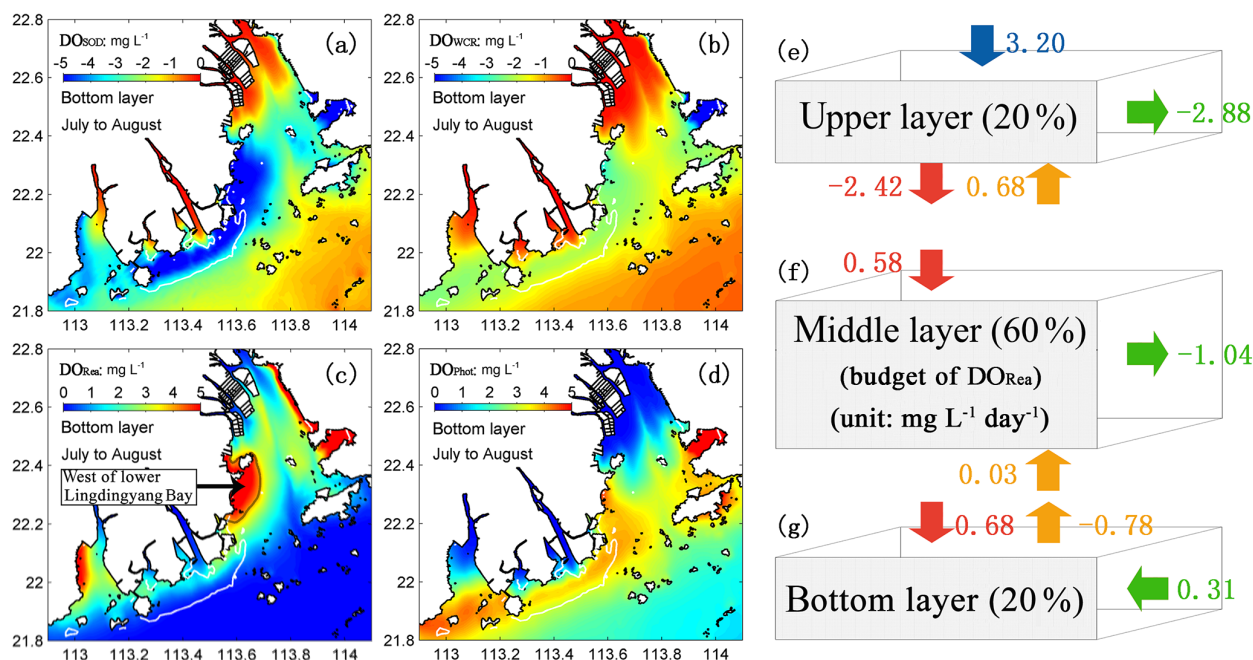 22.8
22.6
22.4
22.2
22
21.8
DOSOD: mg L-1
(a)
-5 -4 -3 -2 -1 0
Bottom layer
July to August
113 113.2 113.4 113.6 113.8 114
22.8
22.6
22.4
22.2
22
21.8
DOWCR: mg L-1
(b)
-5 -4 -3 -2 -1 0
Bottom layer
July to August
113 113.2 113.4 113.6 113.8 114
22.8
22.6
22.4
22.2
22
21.8
DORea: mg L-1
(c)
0 1 2 3 4 5
Bottom layer
July to August
West of lower
Lingdingyang Bay
113 113.2 113.4 113.6 113.8 114
22.8
22.6
22.4
22.2
22
21.8
DOPhot: mg L-1
(d)
0 1 2 3 4 5
Bottom layer
July to August
113 113.2 113.4 113.6 113.8 114
(e)
3.20
Upper layer (20%)
-2.88
-2.42 0.68
(f)
0.58
Middle layer (60%)
(budget of DORea)
(unit: mg L-1 day-1)
-1.04
0.03
(g)
0.68 -0.78
Bottom layer (20%)
0.31